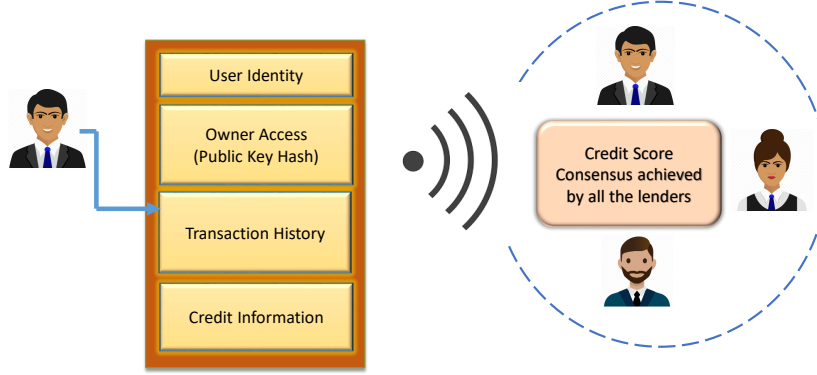 User Identity
Owner Access
(Public Key Hash)
Transaction History
Credit Information
Credit Score
Consensus achieved
by all the lenders